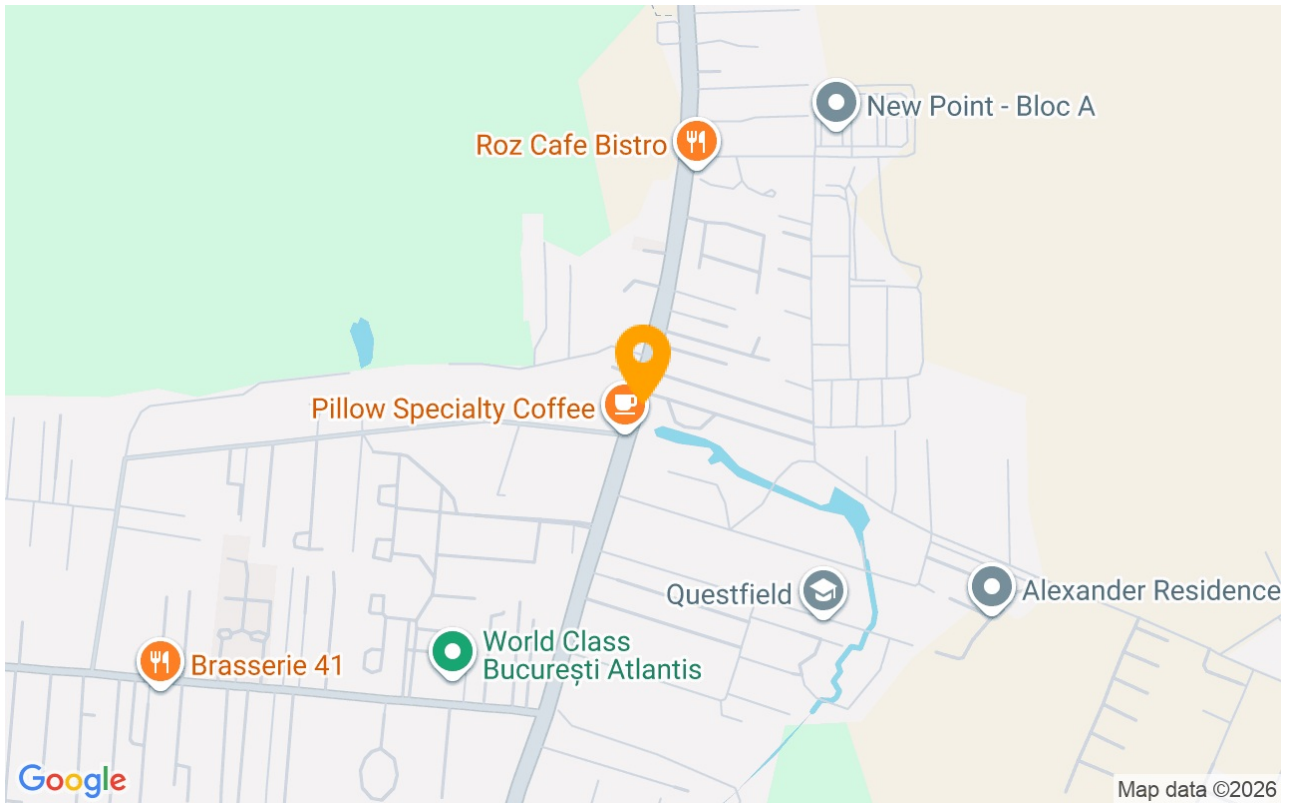 New Point - Bloc A
Roz Cafe Bistro
Pillow Specialty Coffee
Questfield
Alexander Residence
World Class
București Atlantis
Brasserie 41
Google
Map data ©2026